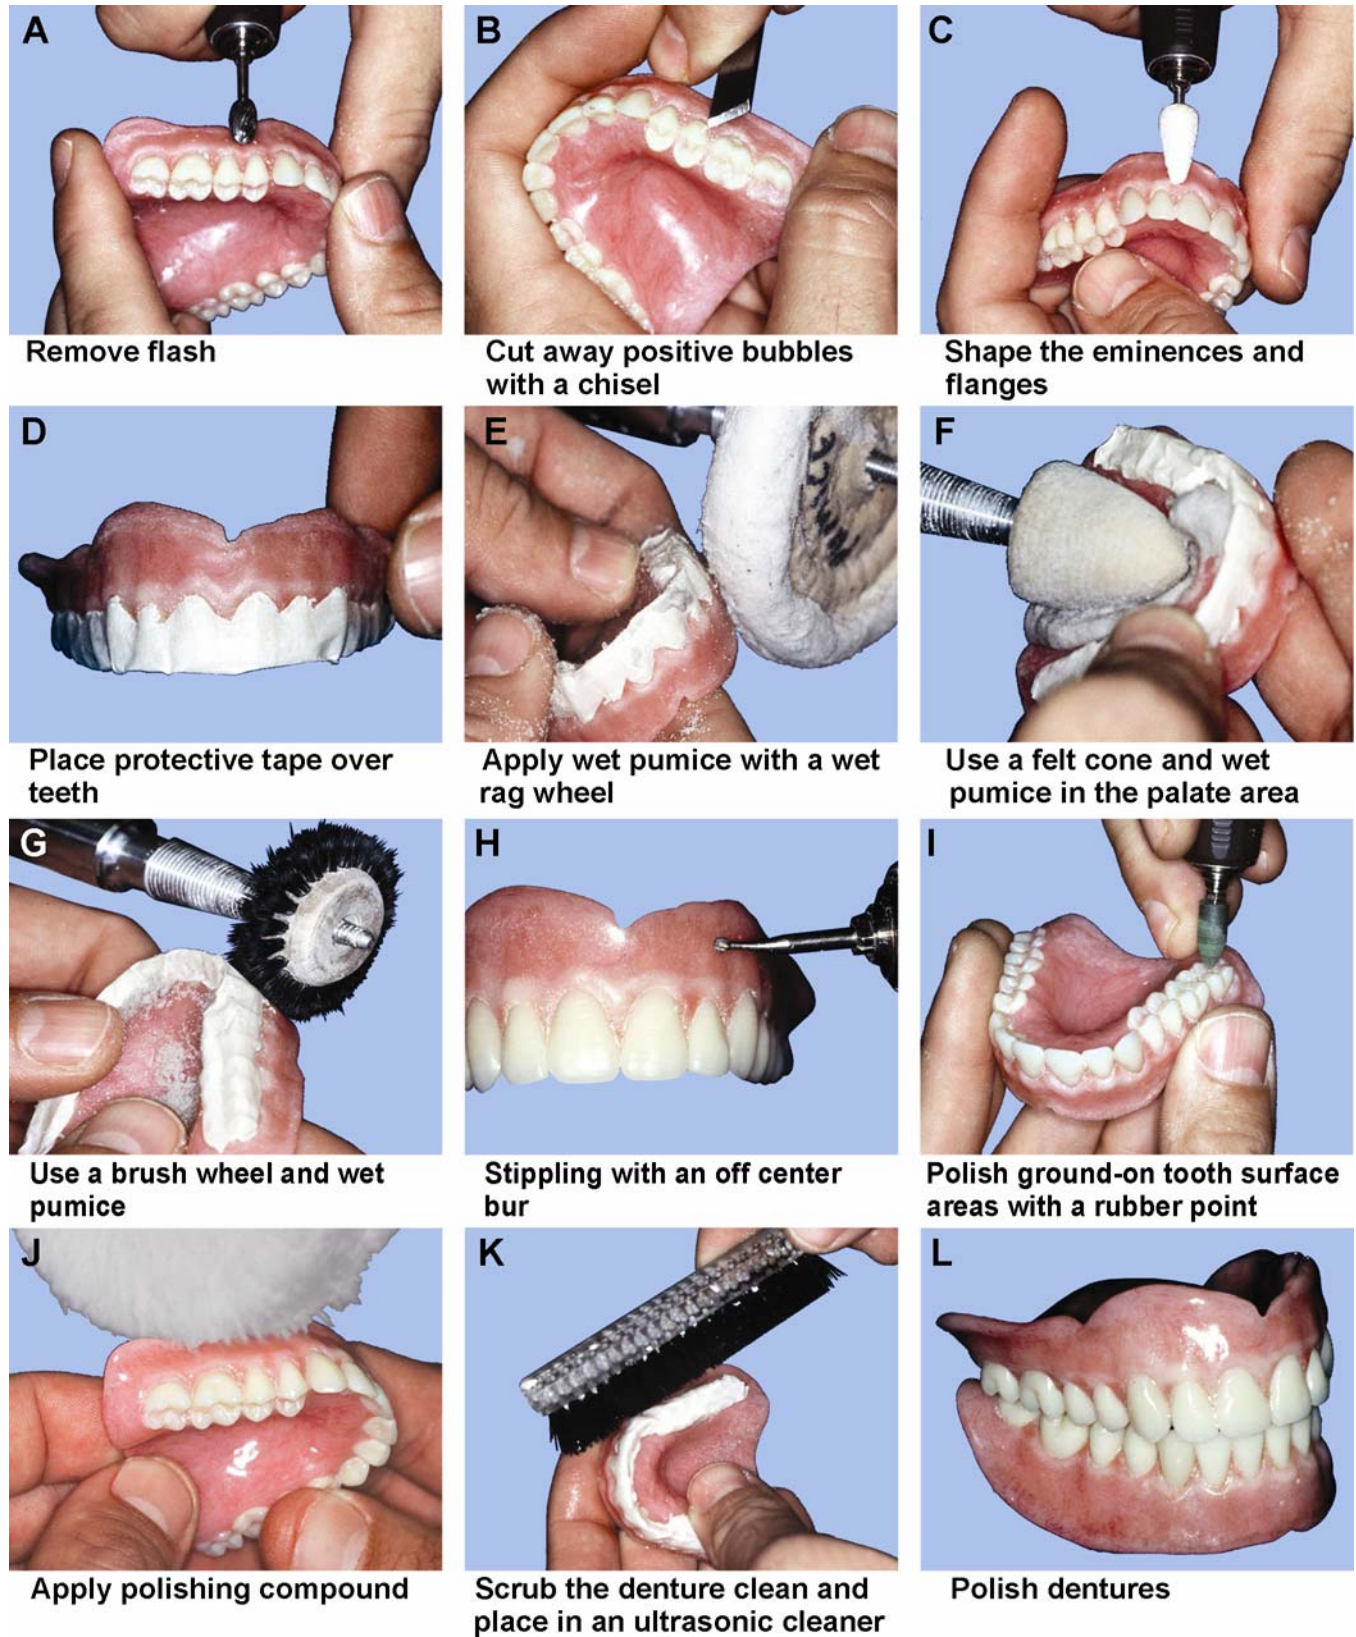 A
B
C
Remove flash
Cut away positive bubbles
with a chisel
Shape the eminences and
flanges
D
E
F
Place protective tape over
teeth
Apply wet pumice with a wet
rag wheel
Use a felt cone and wet
pumice in the palate area
G
H
I
Use a brush wheel and wet
pumice
Stippling with an off center
bur
Polish ground-on tooth surface
areas with a rubber point
J
K
L
Apply polishing compound
Scrub the denture clean and
place in an ultrasonic cleaner
Polish dentures